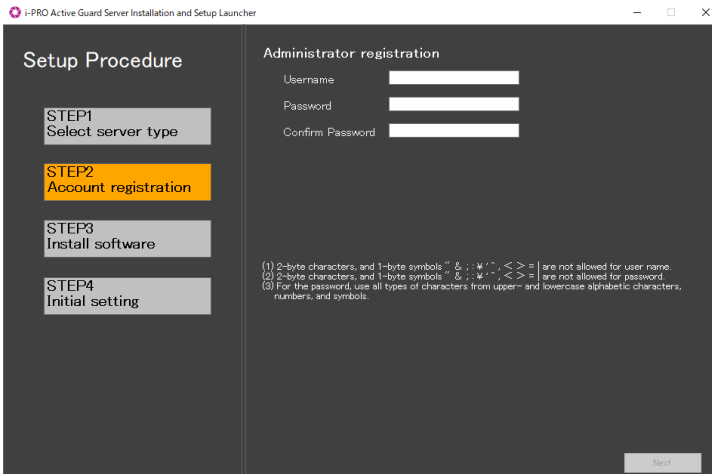 i-PRO Active Guard Server Installation and Setup Launcher
Setup Procedure
STEP1
Select server type
STEP2
Account registration
STEP3
Install software
STEP4
Initial setting
Administrator registration
Username
Password
Confirm Password
(1) 2-byte characters, and 1-byte symbols " & ; : ¥ ' ^ , < > = | are not allowed for user name.
(2) 2-byte characters, and 1-byte symbols " & ; : ¥ ' ^ , < > = | are not allowed for password.
(3) For the password, use all types of characters from upper- and lowercase alphabetic characters,
numbers, and symbols.
Next